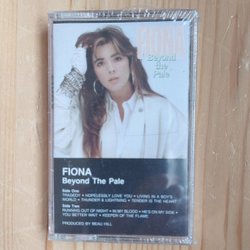 FIONA
Beyond
the
Pale
FIONA
Beyond The Pale
Side One
TRAGEDY • HOPELESSLY LOVE YOU • LIVING IN A BOY'S
WORLD • THUNDER & LIGHTNING • TENDER IS THE HEART
Side Two
RUNNING OUT OF NIGHT • IN MY BLOOD • HE'S ON MY SIDE •
YOU BETTER WAIT • KEEPER OF THE FLAME
PRODUCED BY BEAU HILL